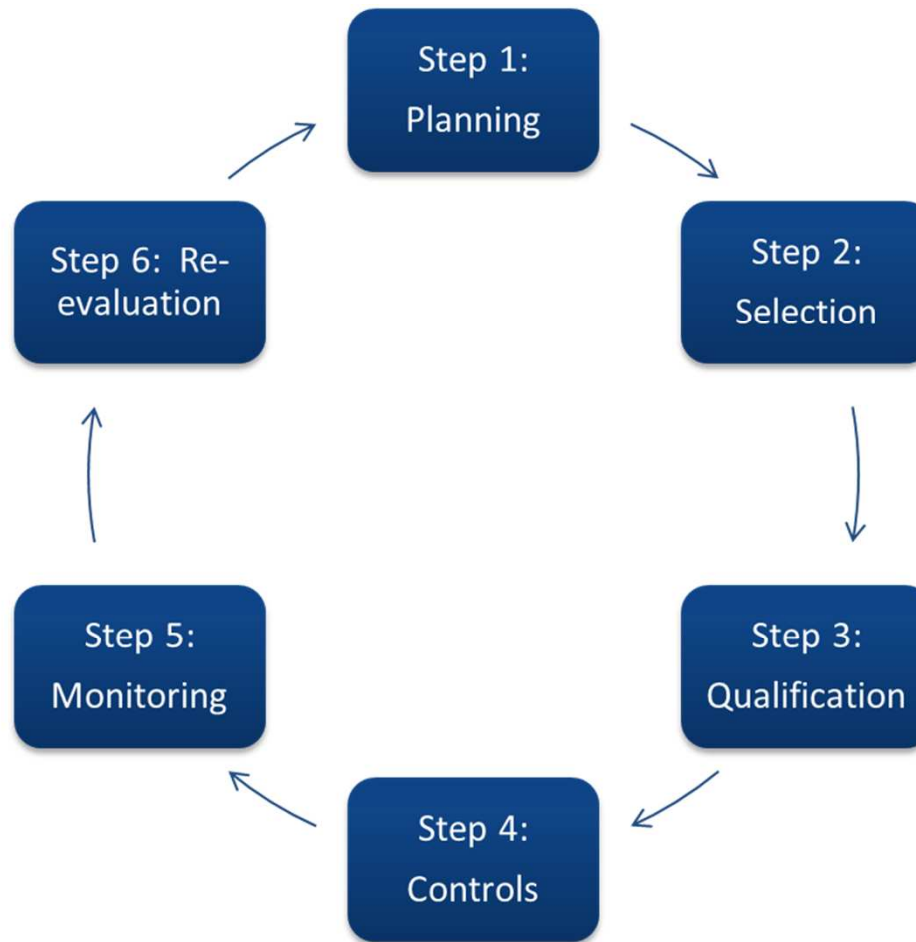 Step 1:
Planning
Step 2:
Selection
Step 3:
Qualification
Step 4:
Controls
Step 5:
Monitoring
Step 6: Re-
evaluation